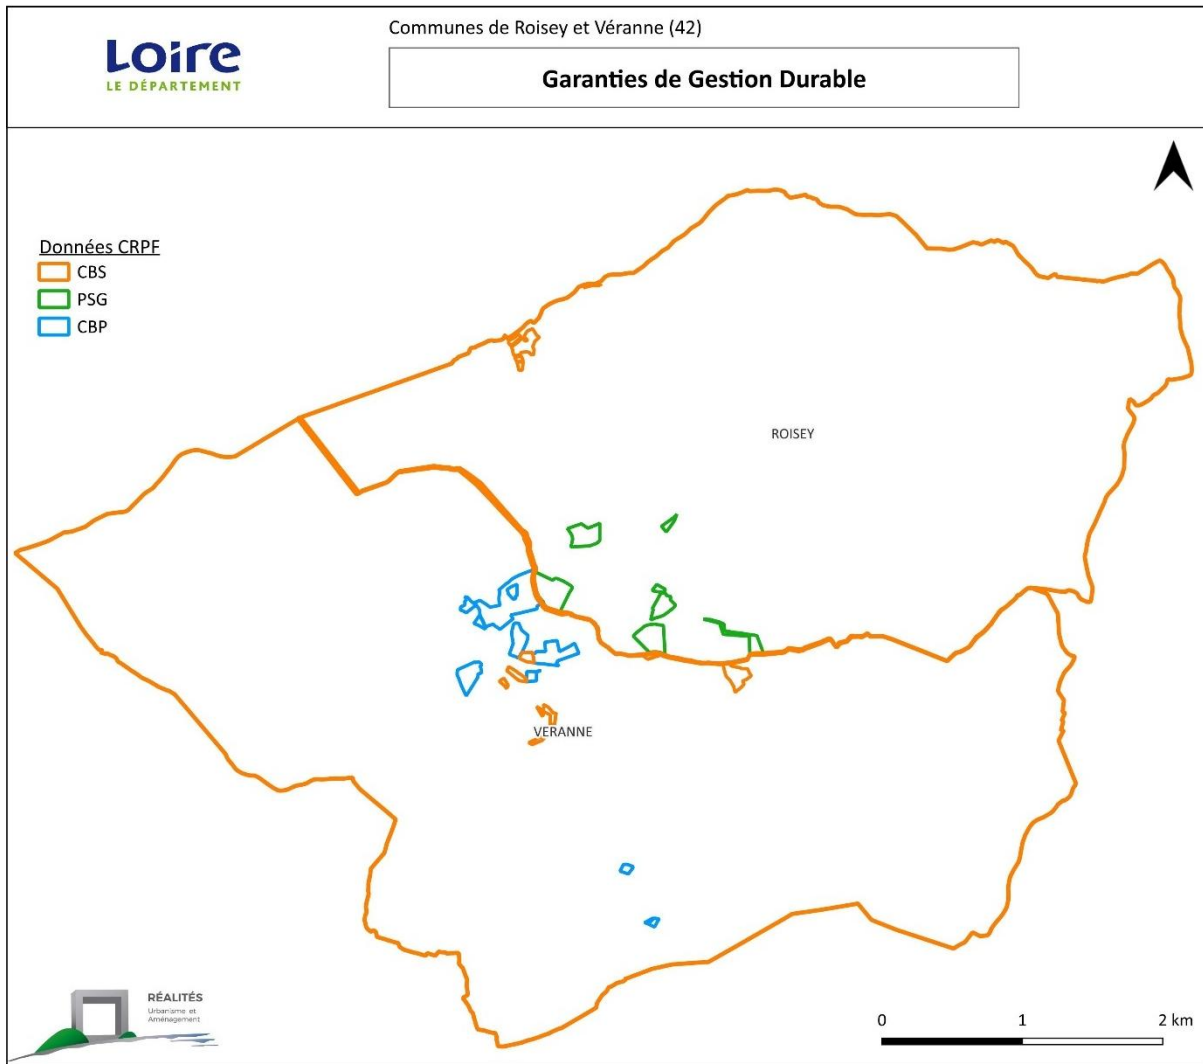 Communes de Roisey et Véranne (42)
Loire
LE DÉPARTEMENT
Garanties de Gestion Durable
Données CRPF
CBS
PSG
CBP
ROISEY
VERANNE
RÉALITÉS
Urbanisme et
Aménagement
0 1 2 km